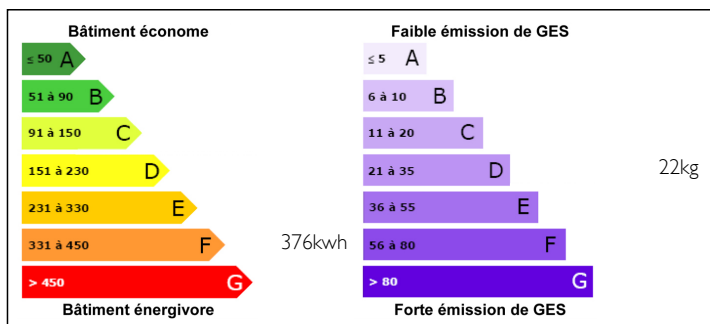 Bâtiment économe
≤ 50 A
51 à 90 B
91 à 150 C
151 à 230 D
231 à 330 E
331 à 450 F
376kwh
> 450 G
Bâtiment énergivore
Faible émission de GES
≤ 5 A
6 à 10 B
11 à 20 C
21 à 35 D
22kg
36 à 55 E
56 à 80 F
> 80 G
Forte émission de GES